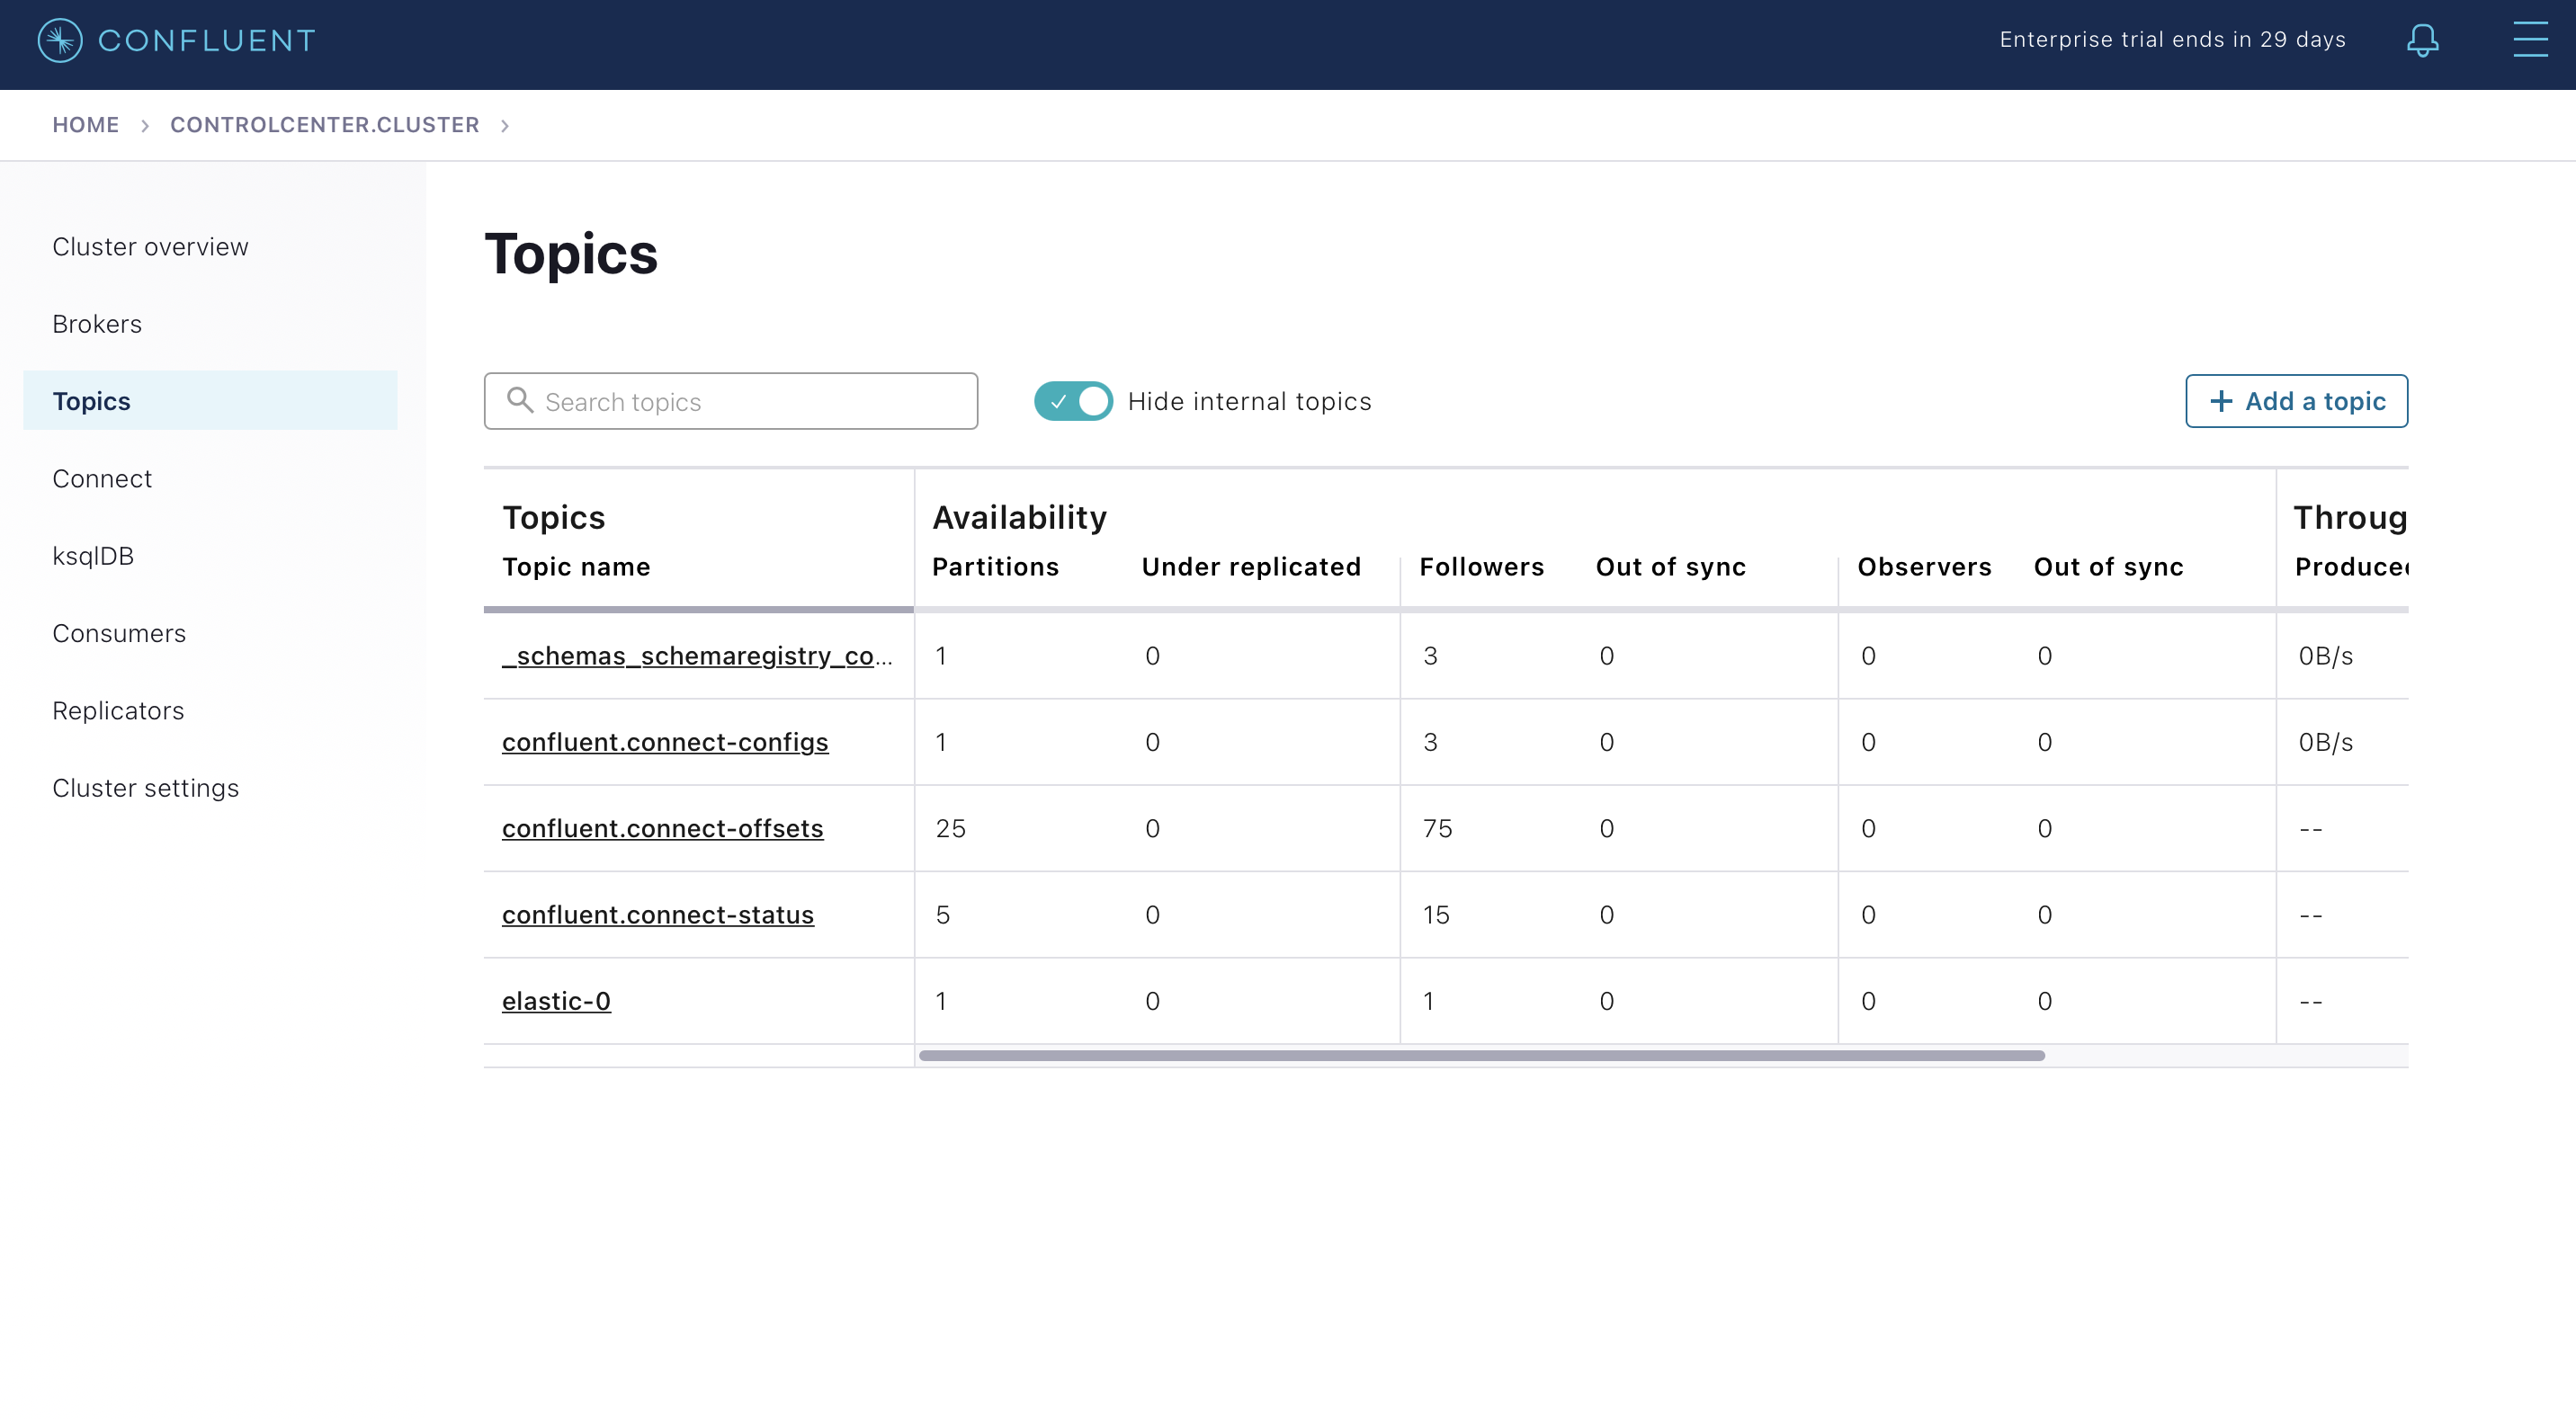 CONFLUENT
Enterprise trial ends in 29 days
HOME > CONTROLCENTER.CLUSTER >
Cluster overview
Brokers
Topics
Connect
ksqlDB
Consumers
Replicators
Cluster settings
Topics
Search topics
Hide internal topics
+ Add a topic
Topics Availability Throug
Topic name Partitions Under replicated Followers Out of sync Observers Out of sync Produce
_schemas_schemaregistry_co... 1 0 3 0 0 0 0B/s
confluent.connect-configs 1 0 3 0 0 0 0B/s
confluent.connect-offsets 25 0 75 0 0 0 --
confluent.connect-status 5 0 15 0 0 0 --
elastic-0 1 0 1 0 0 0 --